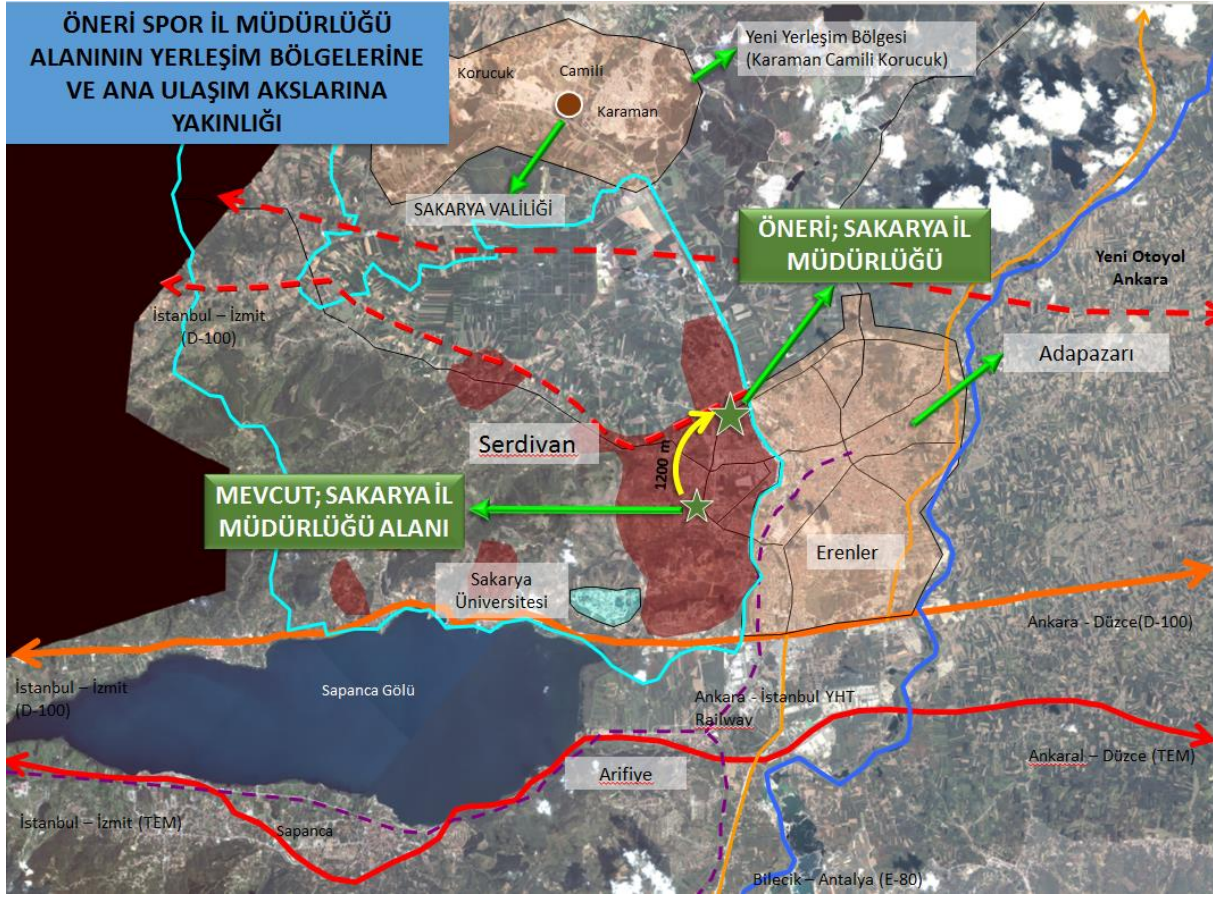 ÖNERİ SPOR İL MÜDÜRLÜĞÜ
ALANININ YERLEŞİM BÖLGELERİNE
VE ANA ULAŞIM AKSLARINA
YAKINLIĞI
Yeni Yerleşim Bölgesi
(Karaman Camili Korucuk)
Korucuk
Camili
Karaman
SAKARYA VALİLİĞİ
ÖNERİ; SAKARYA İL
MÜDÜRLÜĞÜ
Yeni Otoyol
Ankara
İstanbul – İzmit
(D-100)
Adapazarı
Serdivan
1200 m
MEVCUT; SAKARYA İL
MÜDÜRLÜĞÜ ALANI
Erenler
Sakarya
Üniversitesi
Ankara - Düzce(D-100)
İstanbul – İzmit
(D-100)
Sapanca Gölü
Ankara - İstanbul YHT
Railway
Arifiye
Ankaral – Düzce (TEM)
İstanbul – İzmit (TEM)
Sapanca
Bilecik – Antalya (E-80)